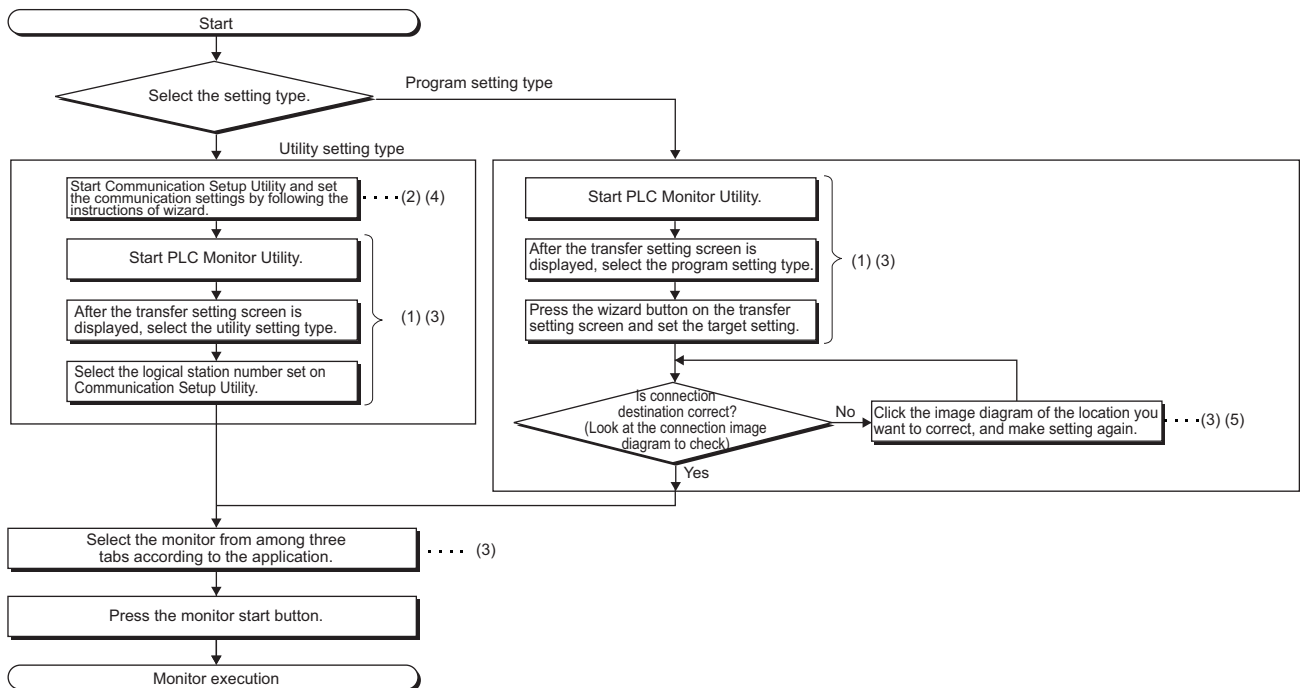 Start
Select the setting type.
Program setting type
Utility setting type
Start Communication Setup Utility and set
the communication settings by following the
instructions of wizard.
(2) (4)
Start PLC Monitor Utility.
After the transfer setting screen is
displayed, select the utility setting type.
(1) (3)
Select the logical station number set on
Communication Setup Utility.
Start PLC Monitor Utility.
After the transfer setting screen is
displayed, select the program setting type.
(1) (3)
Press the wizard button on the transfer
setting screen and set the target setting.
Is connection
destination correct?
(Look at the connection image
diagram to check)
No
Click the image diagram of the location you
want to correct, and make setting again.
(3) (5)
Yes
Select the monitor from among three
tabs according to the application.
(3)
Press the monitor start button.
Monitor execution